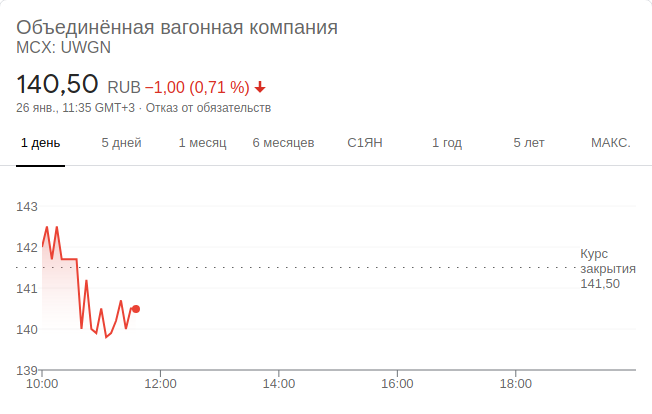 Объединённая вагонная компания
MCX: UWGN
140,50 RUB −1,00 (0,71 %)
26 янв., 11:35 GMT+3 · Отказ от обязательств
1 день 5 дней 1 месяц 6 месяцев С1ЯН 1 год 5 лет МАКС.
143
142
Курс
закрытия
141,50
141
140
139
10:00 12:00 14:00 16:00 18:00